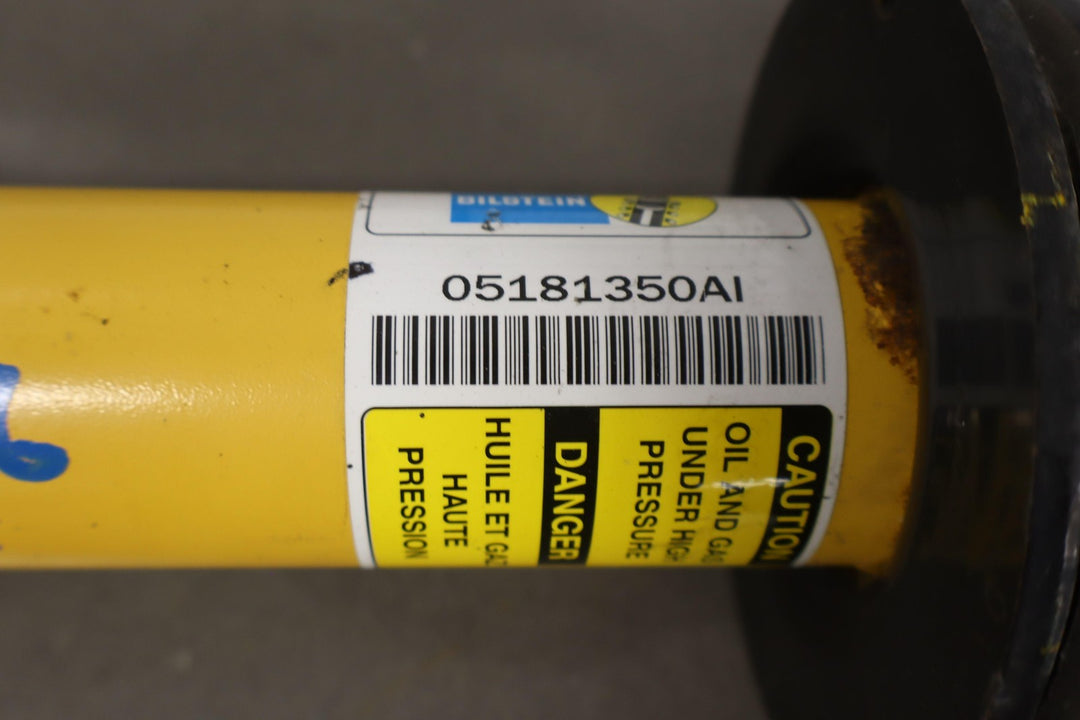 BILSTEIN
05181350AI
CAUTION
OIL AND GAS
UNDER HIGH
PRESSURE
DANGER
HUILE ET GAZ
HAUTE
PRESSION